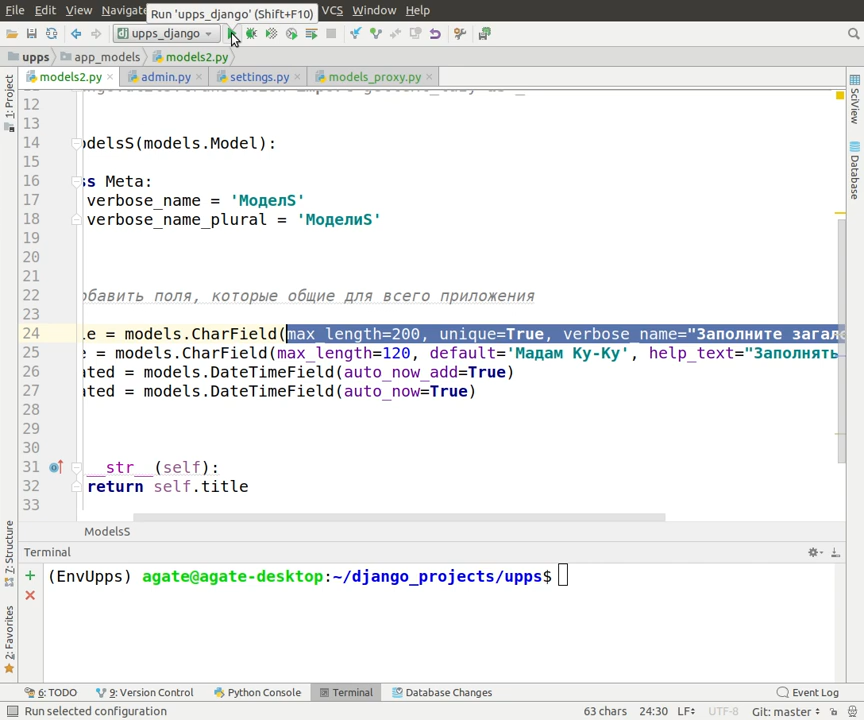 File Edit View Navigate VCS Window Help
Run 'upps_django' (Shift+F10)
upps_django
upps app_models models2.py
models2.py admin.py settings.py models_proxy.py
12
13
14 odelsS(models.Model):
15
16 ss Meta:
17 verbose_name = 'МоделS'
18 verbose_name_plural = 'МоделиS'
19
20
21
22 обавить поля, которые общие для всего приложения
23
24 le = models.CharField(max_length=200, unique=True, verbose_name="Заполните загало
25 e = models.CharField(max_length=120, default='Мадам Ку-Ку', help_text="Заполнять
26 ated = models.DateTimeField(auto_now_add=True)
27 ated = models.DateTimeField(auto_now=True)
28
29
30
31 __str__(self):
32 return self.title
33
ModelsS
1: Project
7: Structure
2: Favorites
SciView
Database
Terminal
(EnvUpps) agate@agate-desktop:~/django_projects/upps$
6: TODO 9: Version Control Python Console Terminal Database Changes Event Log
Run selected configuration 63 chars 24:30 LF UTF-8 Git: master